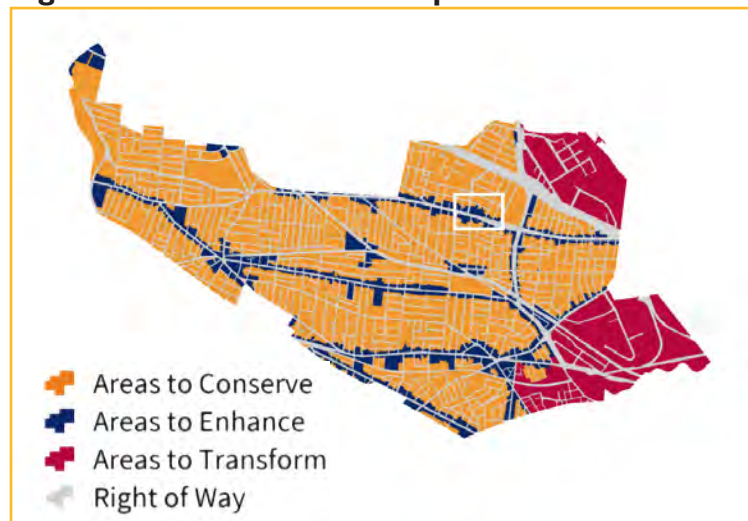 Areas to Conserve
Areas to Enhance
Areas to Transform
Right of Way